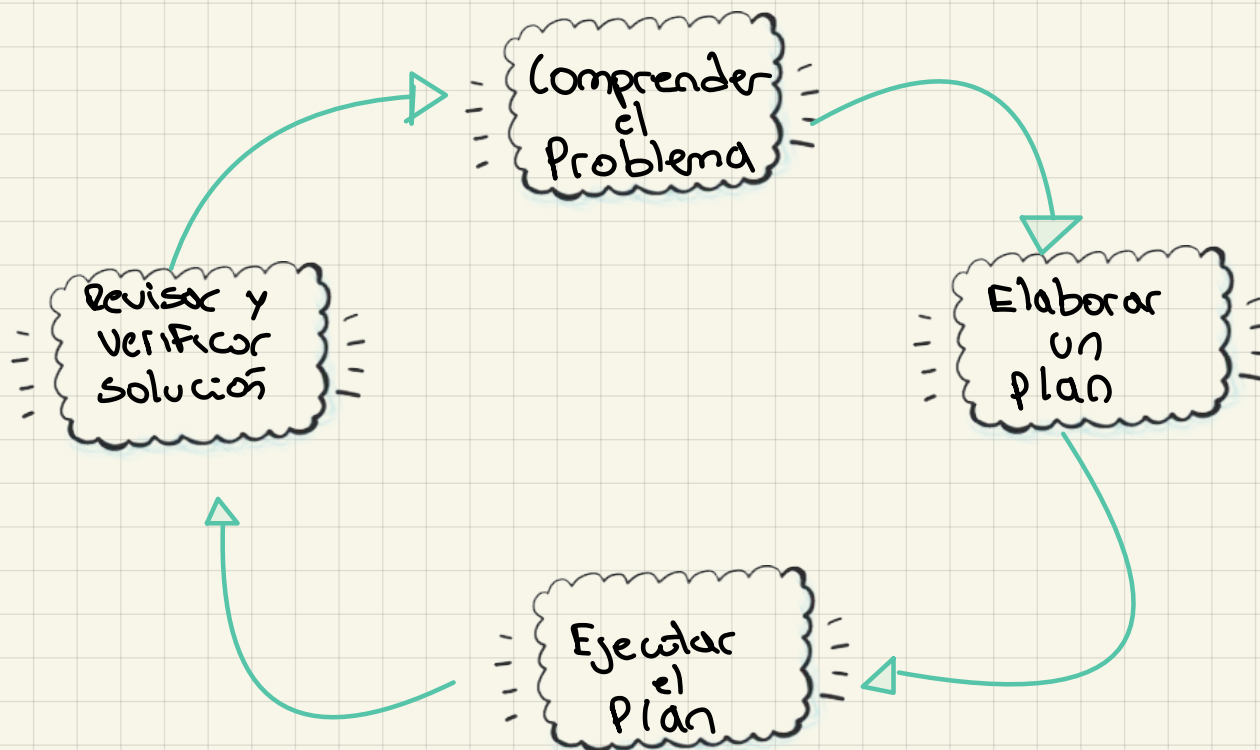 Comprender
el
Problema
Elaborar
un
plan
Ejecutar
el
Plan
Revisar y
verificar
solución